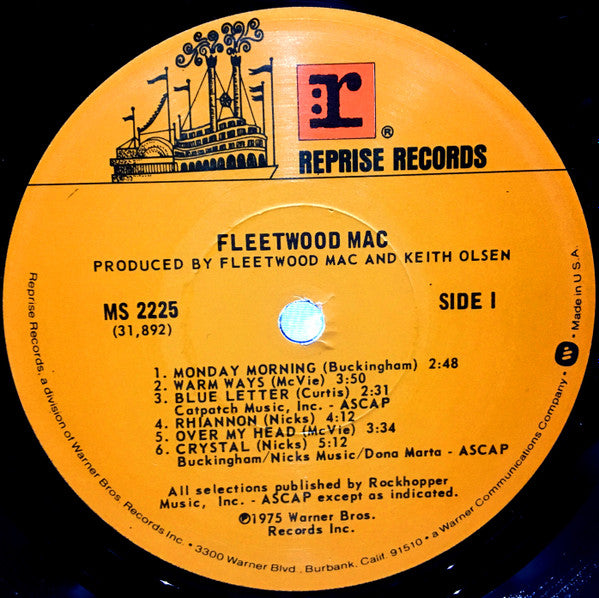 r
®
REPRISE RECORDS
FLEETWOOD MAC
PRODUCED BY FLEETWOOD MAC AND KEITH OLSEN
MS 2225
(31,892)
SIDE I
1. MONDAY MORNING (Buckingham) 2:48
2. WARM WAYS (McVie) 3:50
3. BLUE LETTER (Curtis) 2:31
Catpatch Music, Inc. - ASCAP
4. RHIANNON (Nicks) 4:12
5. OVER MY HEAD (McVie) 3:34
6. CRYSTAL (Nicks) 5:12
Buckingham/Nicks Music/Dona Marta - ASCAP
All selections published by Rockhopper
Music, Inc. - ASCAP except as indicated.
℗1975 Warner Bros.
Records Inc.
Reprise Records, a division of Warner Bros. Records Inc. • 3300 Warner Blvd., Burbank, Calif. 91510 • a Warner Communications Company • W • Made in U.S.A.